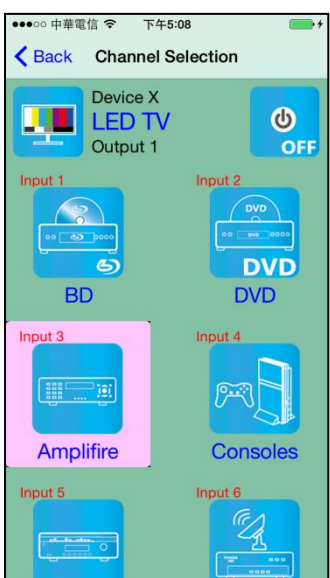 中華電信 下午5:08
Back Channel Selection
Device X
LED TV
Output 1
OFF
Input 1 Input 2
DVD
DVD
BD DVD
Input 3 Input 4
Amplifire Consoles
Input 5 Input 6